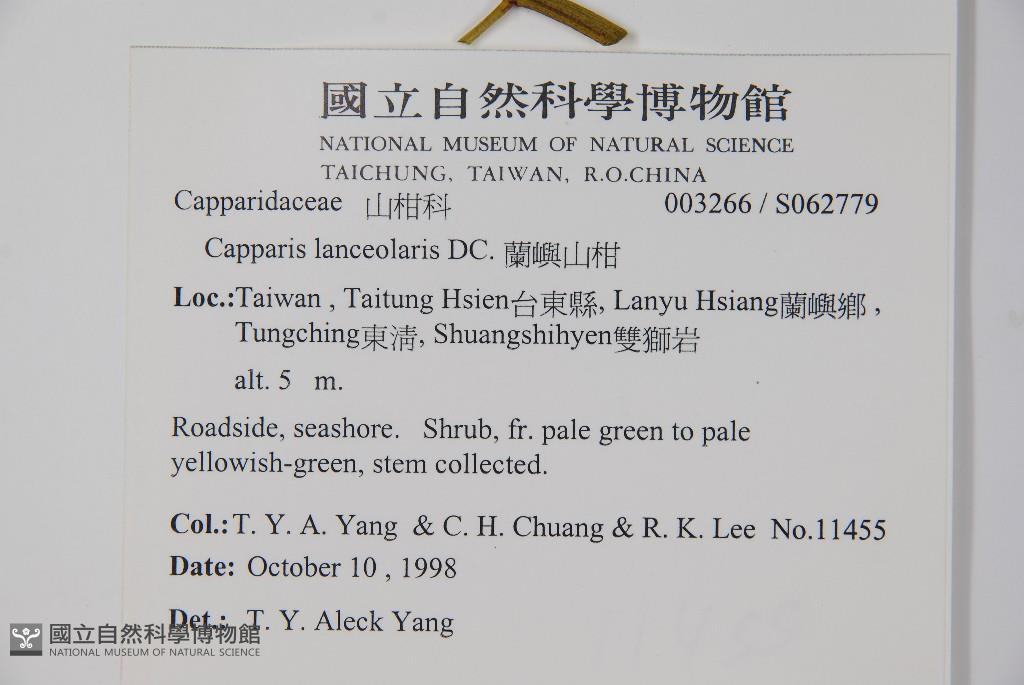 國立自然科學博物館
NATIONAL MUSEUM OF NATURAL SCIENCE
TAICHUNG, TAIWAN, R.O.CHINA
Capparidaceae 山柑科 003266 / S062779
Capparis lanceolaris DC. 蘭嶼山柑
Loc.:Taiwan , Taitung Hsien台東縣, Lanyu Hsiang蘭嶼鄉 ,
Tungching東淸, Shuangshihyen雙獅岩
alt. 5 m.
Roadside, seashore. Shrub, fr. pale green to pale
yellowish-green, stem collected.
Col.:T. Y. A. Yang & C. H. Chuang & R. K. Lee No.11455
Date: October 10 , 1998
Det.: T. Y. Aleck Yang
國立自然科學博物館
NATIONAL MUSEUM OF NATURAL SCIENCE